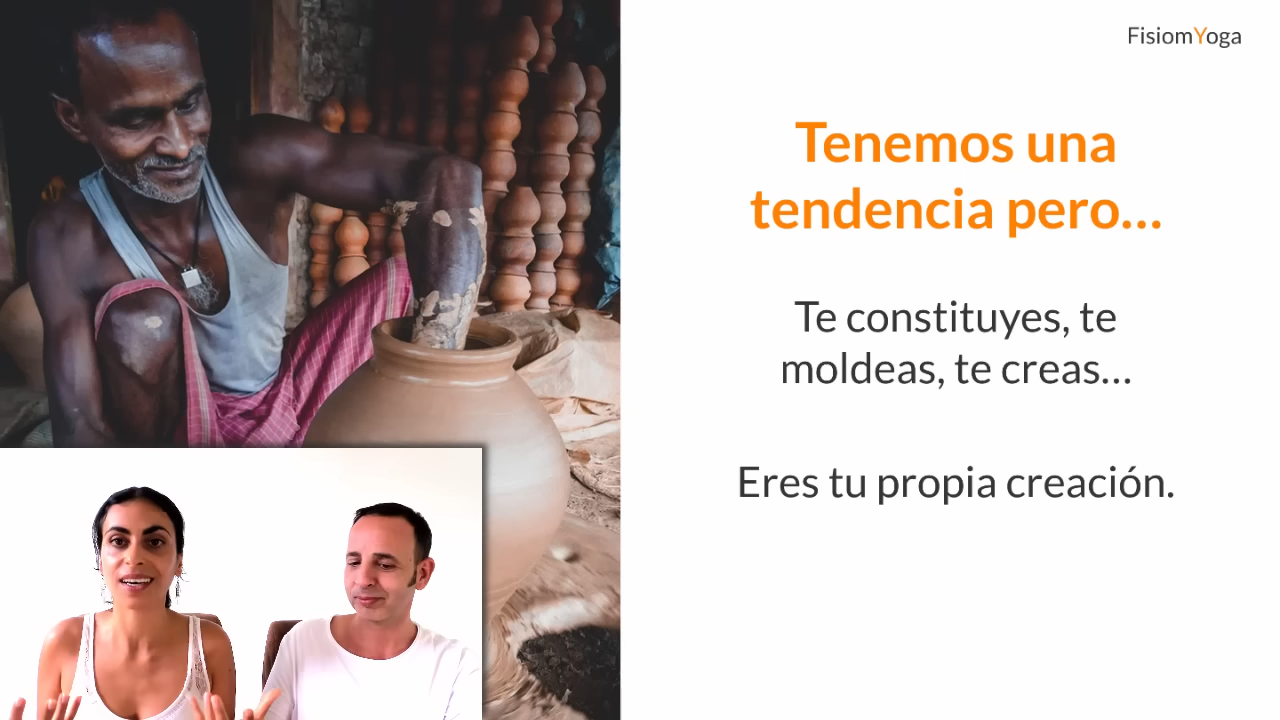 FisiomYoga
Tenemos una
tendencia pero...
Te constituyes, te
moldeas, te creas...
Eres tu propia creación.